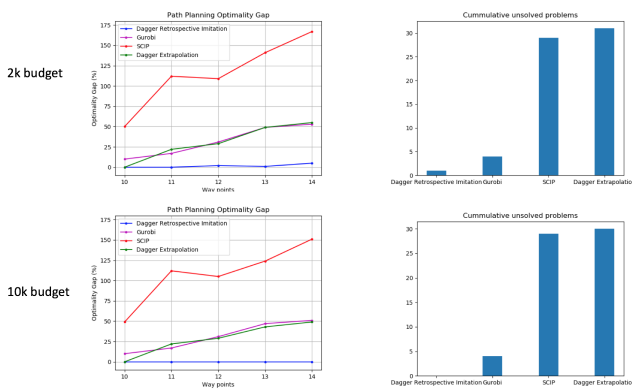 Path Planning Optimality Gap
Cummulative unsolved problems
2k budget
Optimality Gap (%)
175
150
125
100
75
50
25
0
Dagger Retrospective Imitation
Gurobi
SCIP
Dagger Extrapolation
10 11 12 13 14
Way points
30
25
20
15
10
5
0
Dagger Retrospective Imitation Gurobi SCIP Dagger Extrapolatio
Path Planning Optimality Gap
Cummulative unsolved problems
10k budget
Optimality Gap (%)
175
150
125
100
75
50
25
0
Dagger Retrospective Imitation
Gurobi
SCIP
Dagger Extrapolation
10 11 12 13 14
Way points
30
25
20
15
10
5
0
Dagger Retrospective Imitation Gurobi SCIP Dagger Extrapolation